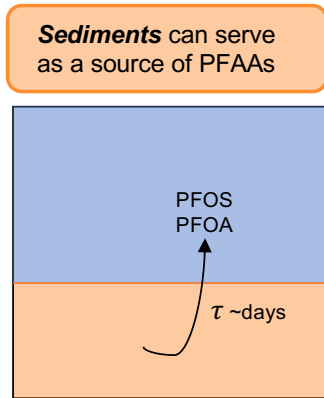 Sediments can serve
as a source of PFAAs
PFOS
PFOA
τ ~days